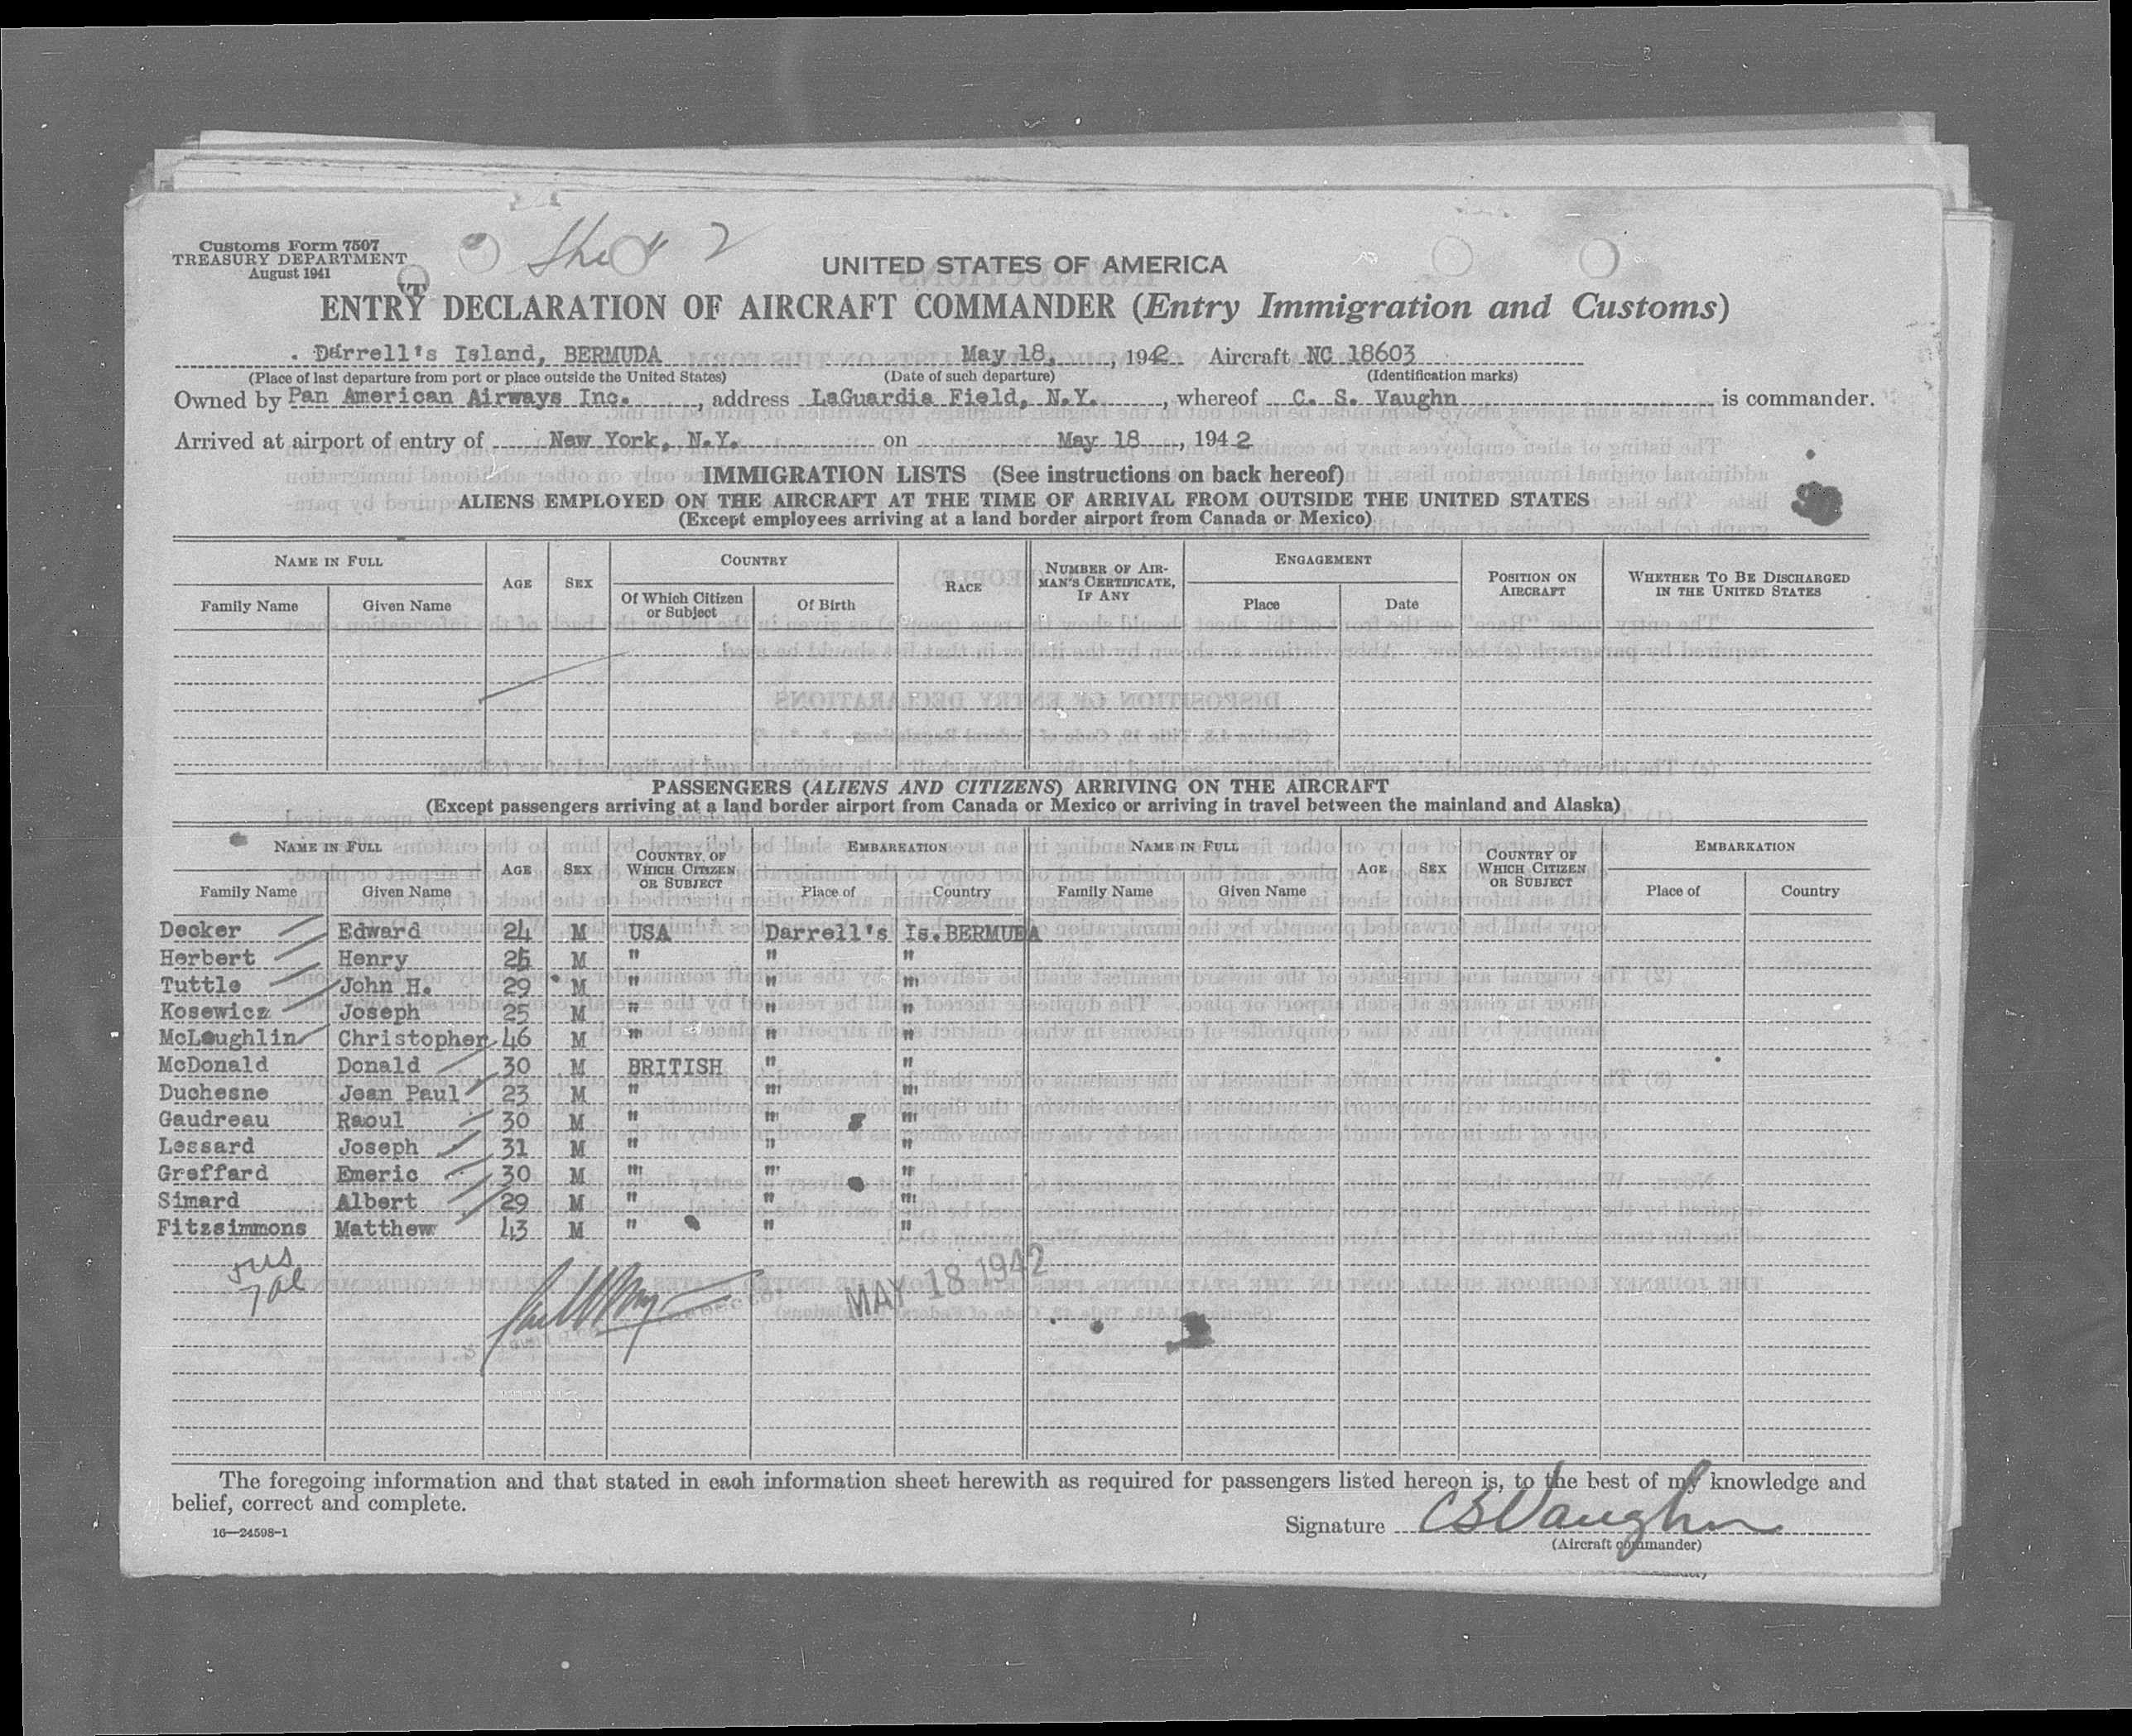 Customs Form 7507
TREASURY DEPARTMENT
August 1941
Sheet 2
UNITED STATES OF AMERICA
ENTRY DECLARATION OF AIRCRAFT COMMANDER (Entry Immigration and Customs)
Darrell's Island, BERMUDA May 18, 1942 Aircraft NC 18603
(Place of last departure from port or place outside the United States) (Date of such departure) (Identification marks)
Owned by Pan American Airways Inc. , address LaGuardia Field, N.Y. , whereof C. S. Vaughn is commander.
Arrived at airport of entry of New York, N.Y. on May 18 , 1942
IMMIGRATION LISTS (See instructions on back hereof)
ALIENS EMPLOYED ON THE AIRCRAFT AT THE TIME OF ARRIVAL FROM OUTSIDE THE UNITED STATES
(Except employees arriving at a land border airport from Canada or Mexico)
NAME IN FULL AGE SEX COUNTRY RACE NUMBER OF AIRMAN'S CERTIFICATE, IF ANY ENGAGEMENT POSITION ON AIRCRAFT WHETHER TO BE DISCHARGED IN THE UNITED STATES
Family Name Given Name Of Which Citizen or Subject Of Birth Place Date
PASSENGERS (ALIENS AND CITIZENS) ARRIVING ON THE AIRCRAFT
(Except passengers arriving at a land border airport from Canada or Mexico or arriving in travel between the mainland and Alaska)
NAME IN FULL AGE SEX COUNTRY OF WHICH CITIZEN OR SUBJECT EMBARKATION NAME IN FULL AGE SEX COUNTRY OF WHICH CITIZEN OR SUBJECT EMBARKATION
Family Name Given Name Place of Country Family Name Given Name Place of Country
Decker Edward 24 M USA Darrell's Is. BERMUDA
Herbert Henry M " " "
Tuttle John H. 29 M " " "
Kosewicz Joseph 25 M " " "
McLoughlin Christopher 46 M " " "
McDonald Donald 30 M BRITISH " "
Duchesne Jean Paul 23 M " " "
Gaudreau Raoul 30 M " " "
Lessard Joseph 31 M " " "
Greffard Emeric 30 M " " "
Simard Albert 29 M " " "
Fitzsimmons Matthew 43 M " " "
5 US
7 al
MAY 18 1942
The foregoing information and that stated in each information sheet herewith as required for passengers listed hereon is, to the best of my knowledge and
belief, correct and complete.
16—24598-1
Signature CS Vaughn
(Aircraft commander)